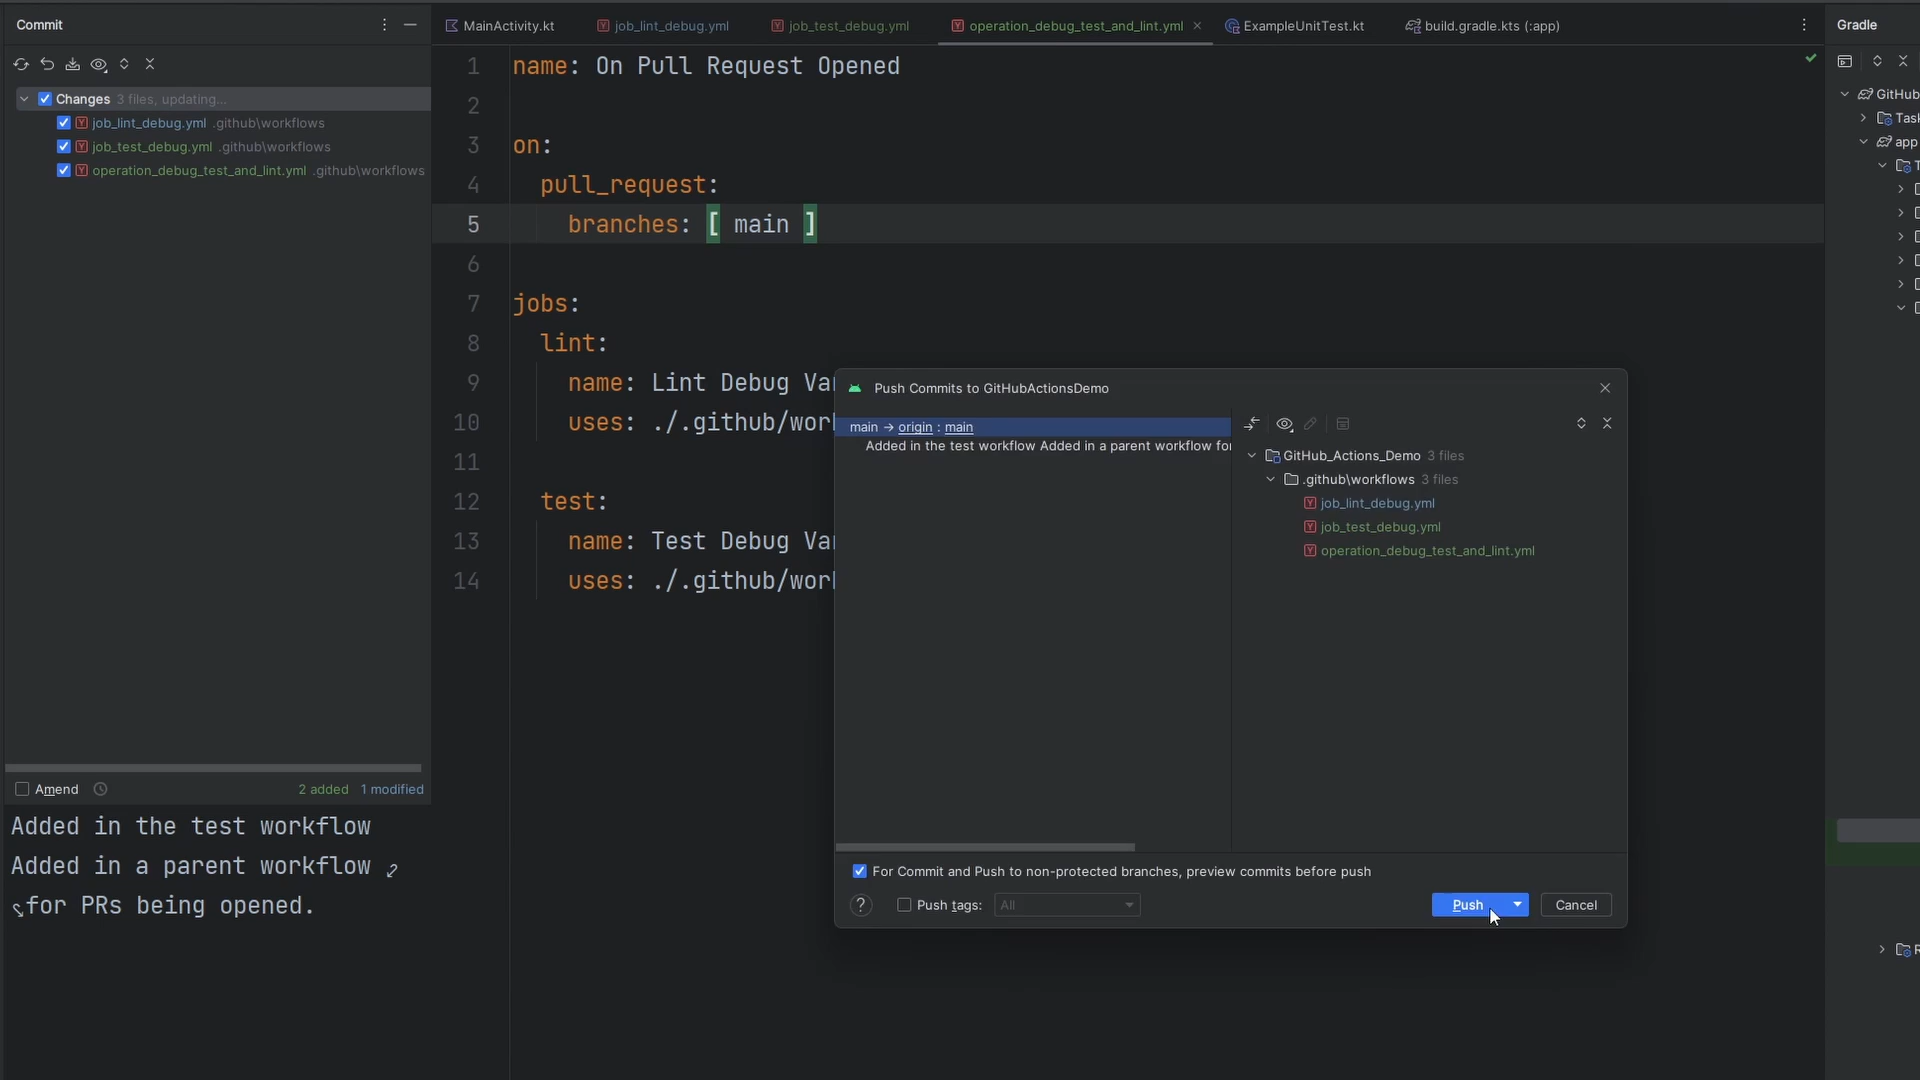 Commit
Changes 3 files, updating...
job_lint_debug.yml .github\workflows
job_test_debug.yml .github\workflows
operation_debug_test_and_lint.yml .github\workflows
Amend
2 added 1 modified
Added in the test workflow
Added in a parent workflow
for PRs being opened.
MainActivity.kt
job_lint_debug.yml
job_test_debug.yml
operation_debug_test_and_lint.yml
ExampleUnitTest.kt
build.gradle.kts (:app)
1 name: On Pull Request Opened
2
3 on:
4 pull_request:
5 branches: [ main ]
6
7 jobs:
8 lint:
9 name: Lint Debug Var
10 uses: ./.github/work
11
12 test:
13 name: Test Debug Var
14 uses: ./.github/work
Push Commits to GitHubActionsDemo
main → origin : main
Added in the test workflow Added in a parent workflow for
GitHub_Actions_Demo 3 files
.github\workflows 3 files
job_lint_debug.yml
job_test_debug.yml
operation_debug_test_and_lint.yml
For Commit and Push to non-protected branches, preview commits before push
? Push tags: All
Push
Cancel
Gradle
GitHub
Task
app